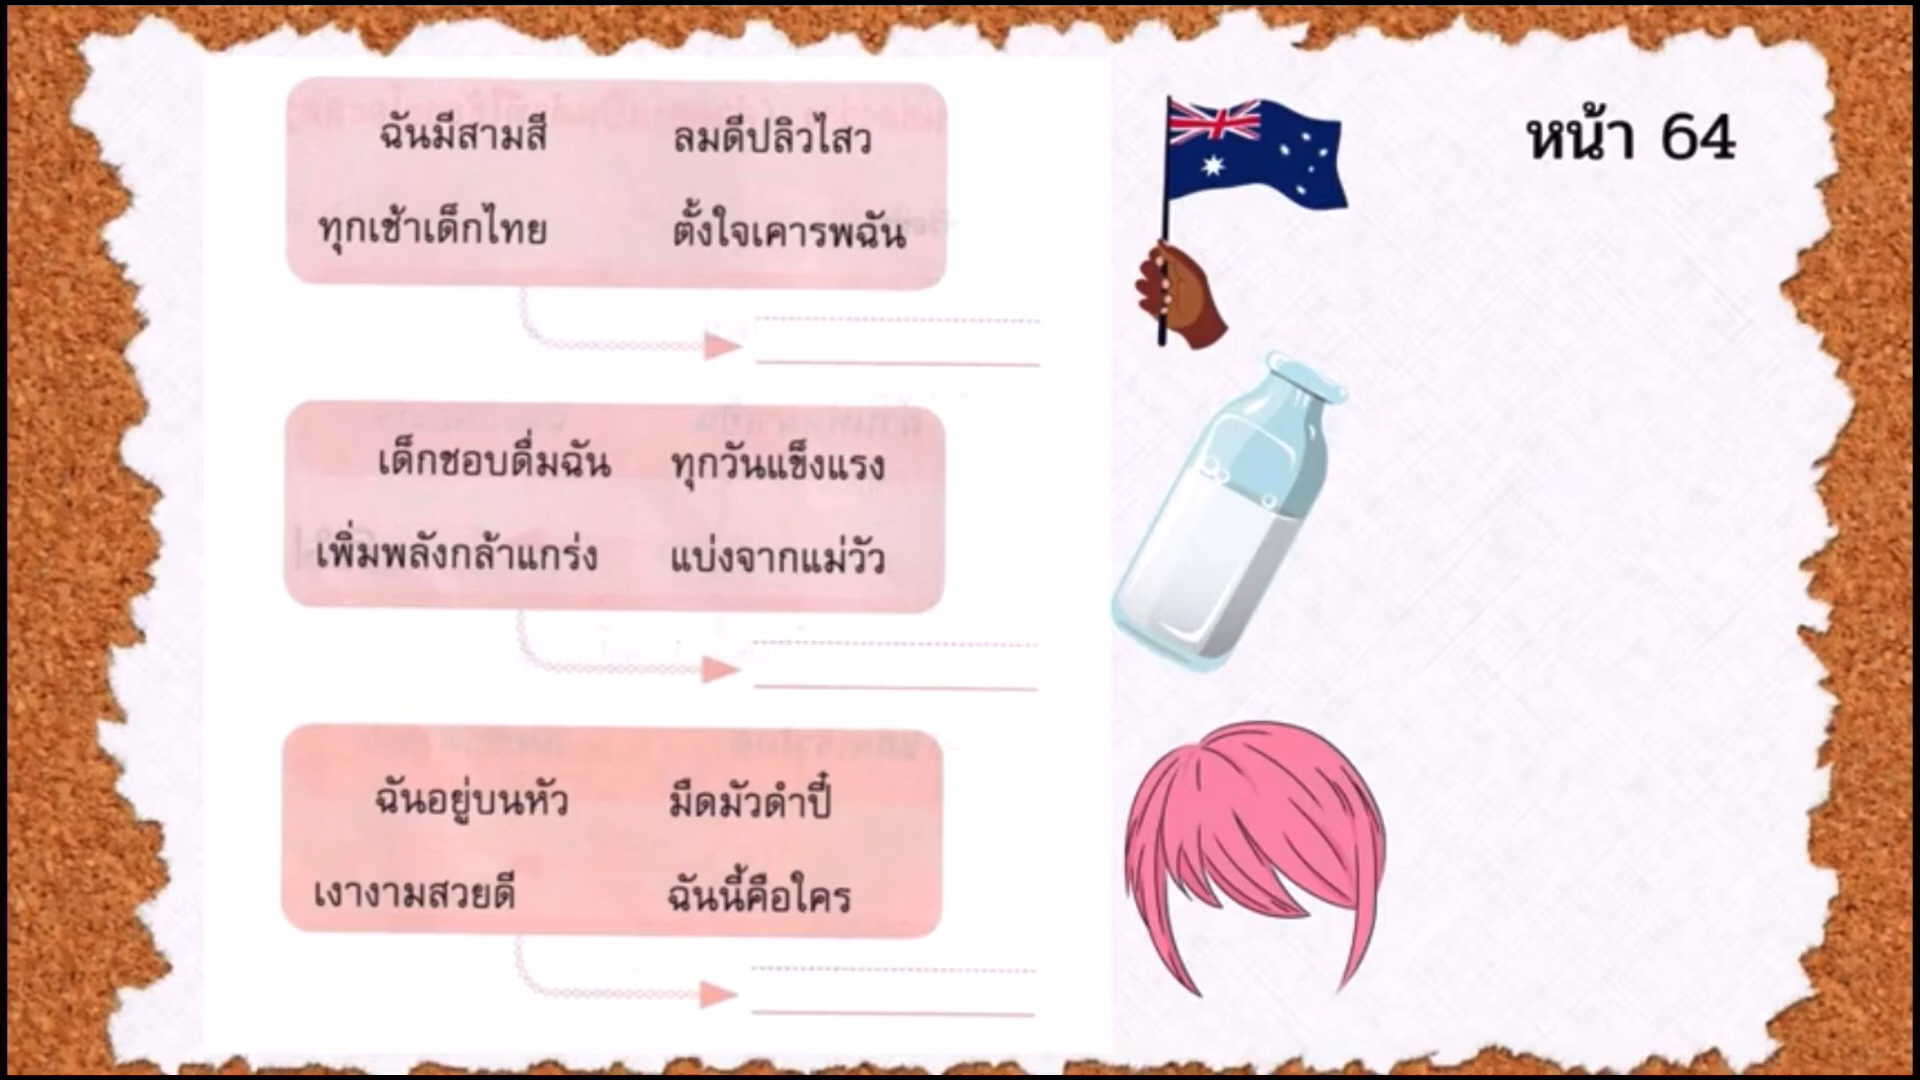 หน้า 64
ฉันมีสามสี ลมดีปลิวไสว
ทุกเช้าเด็กไทย ตั้งใจเคารพฉัน
เด็กชอบดื่มฉัน ทุกวันแข็งแรง
เพิ่มพลังกล้าแกร่ง แบ่งจากแม่วัว
ฉันอยู่บนหัว มืดมัวดำปี๋
เงางามสวยดี ฉันนี้คือใคร